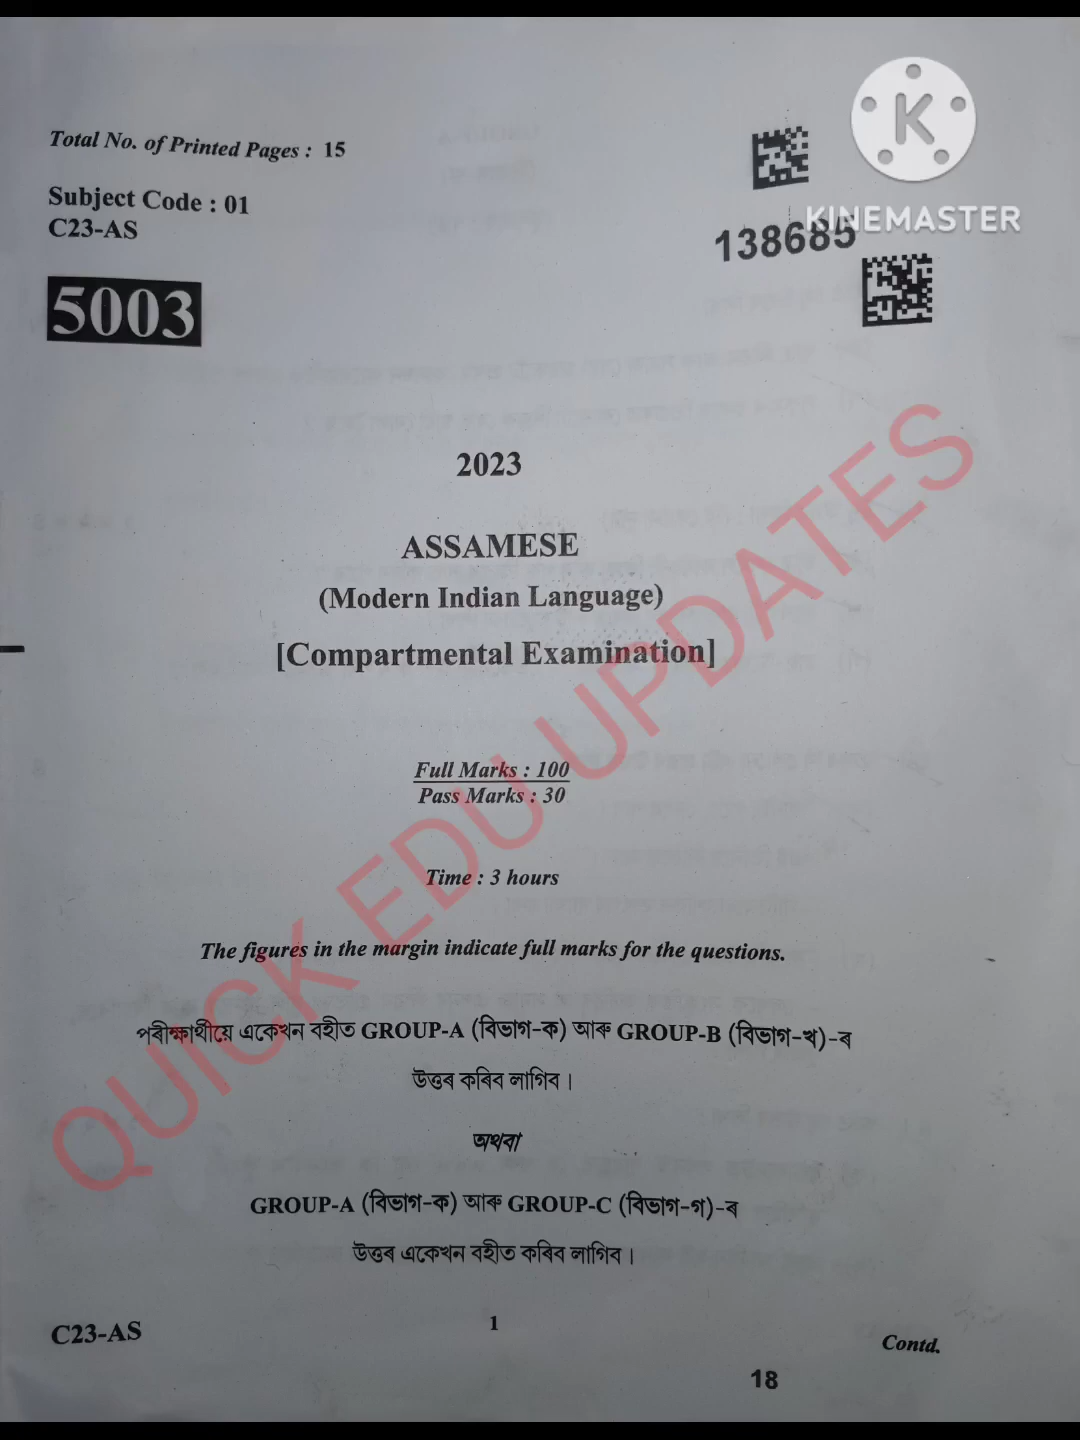 Total No. of Printed Pages : 15
Subject Code : 01
C23-AS
5003
138685
KINEMASTER
2023
ASSAMESE
(Modern Indian Language)
[Compartmental Examination]
Full Marks : 100
Pass Marks : 30
Time : 3 hours
The figures in the margin indicate full marks for the questions.
পৰীক্ষাৰ্থীয়ে একেখন বহীত GROUP-A (বিভাগ-ক) আৰু GROUP-B (বিভাগ-খ)-ৰ
উত্তৰ কৰিব লাগিব ।
অথবা
GROUP-A (বিভাগ-ক) আৰু GROUP-C (বিভাগ-গ)-ৰ
উত্তৰ একেখন বহীত কৰিব লাগিব ।
C23-AS
1
Contd.
18
QUICK EDU UPDATES